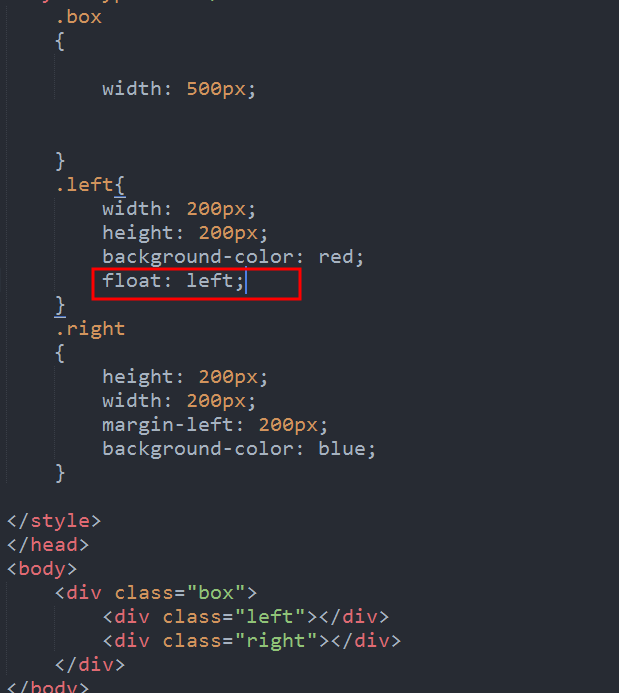 .box
{
width: 500px;
}
.left{
width: 200px;
height: 200px;
background-color: red;
float: left;
}
.right
{
height: 200px;
width: 200px;
margin-left: 200px;
background-color: blue;
}
</style>
</head>
<body>
<div class="box">
<div class="left"></div>
<div class="right"></div>
</div>
</body>